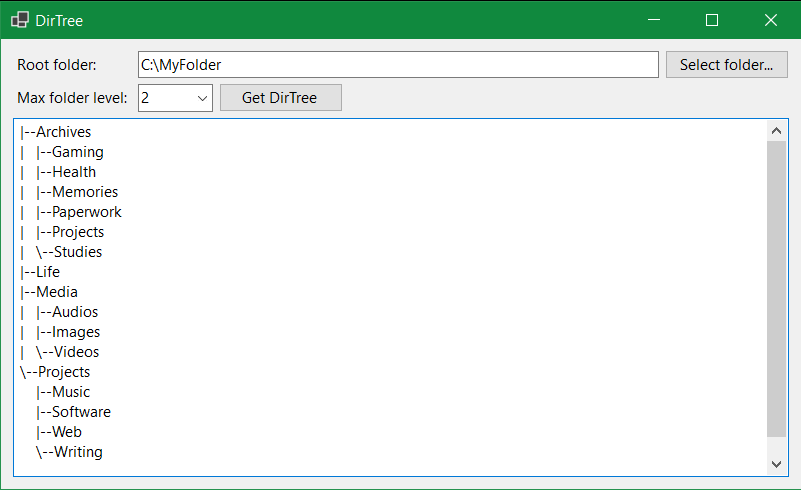 DirTree
Root folder: C:\MyFolder Select folder...
Max folder level: 2 Get DirTree
|--Archives
|   |--Gaming
|   |--Health
|   |--Memories
|   |--Paperwork
|   |--Projects
|   \--Studies
|--Life
|--Media
|   |--Audios
|   |--Images
|   \--Videos
\--Projects
    |--Music
    |--Software
    |--Web
    \--Writing